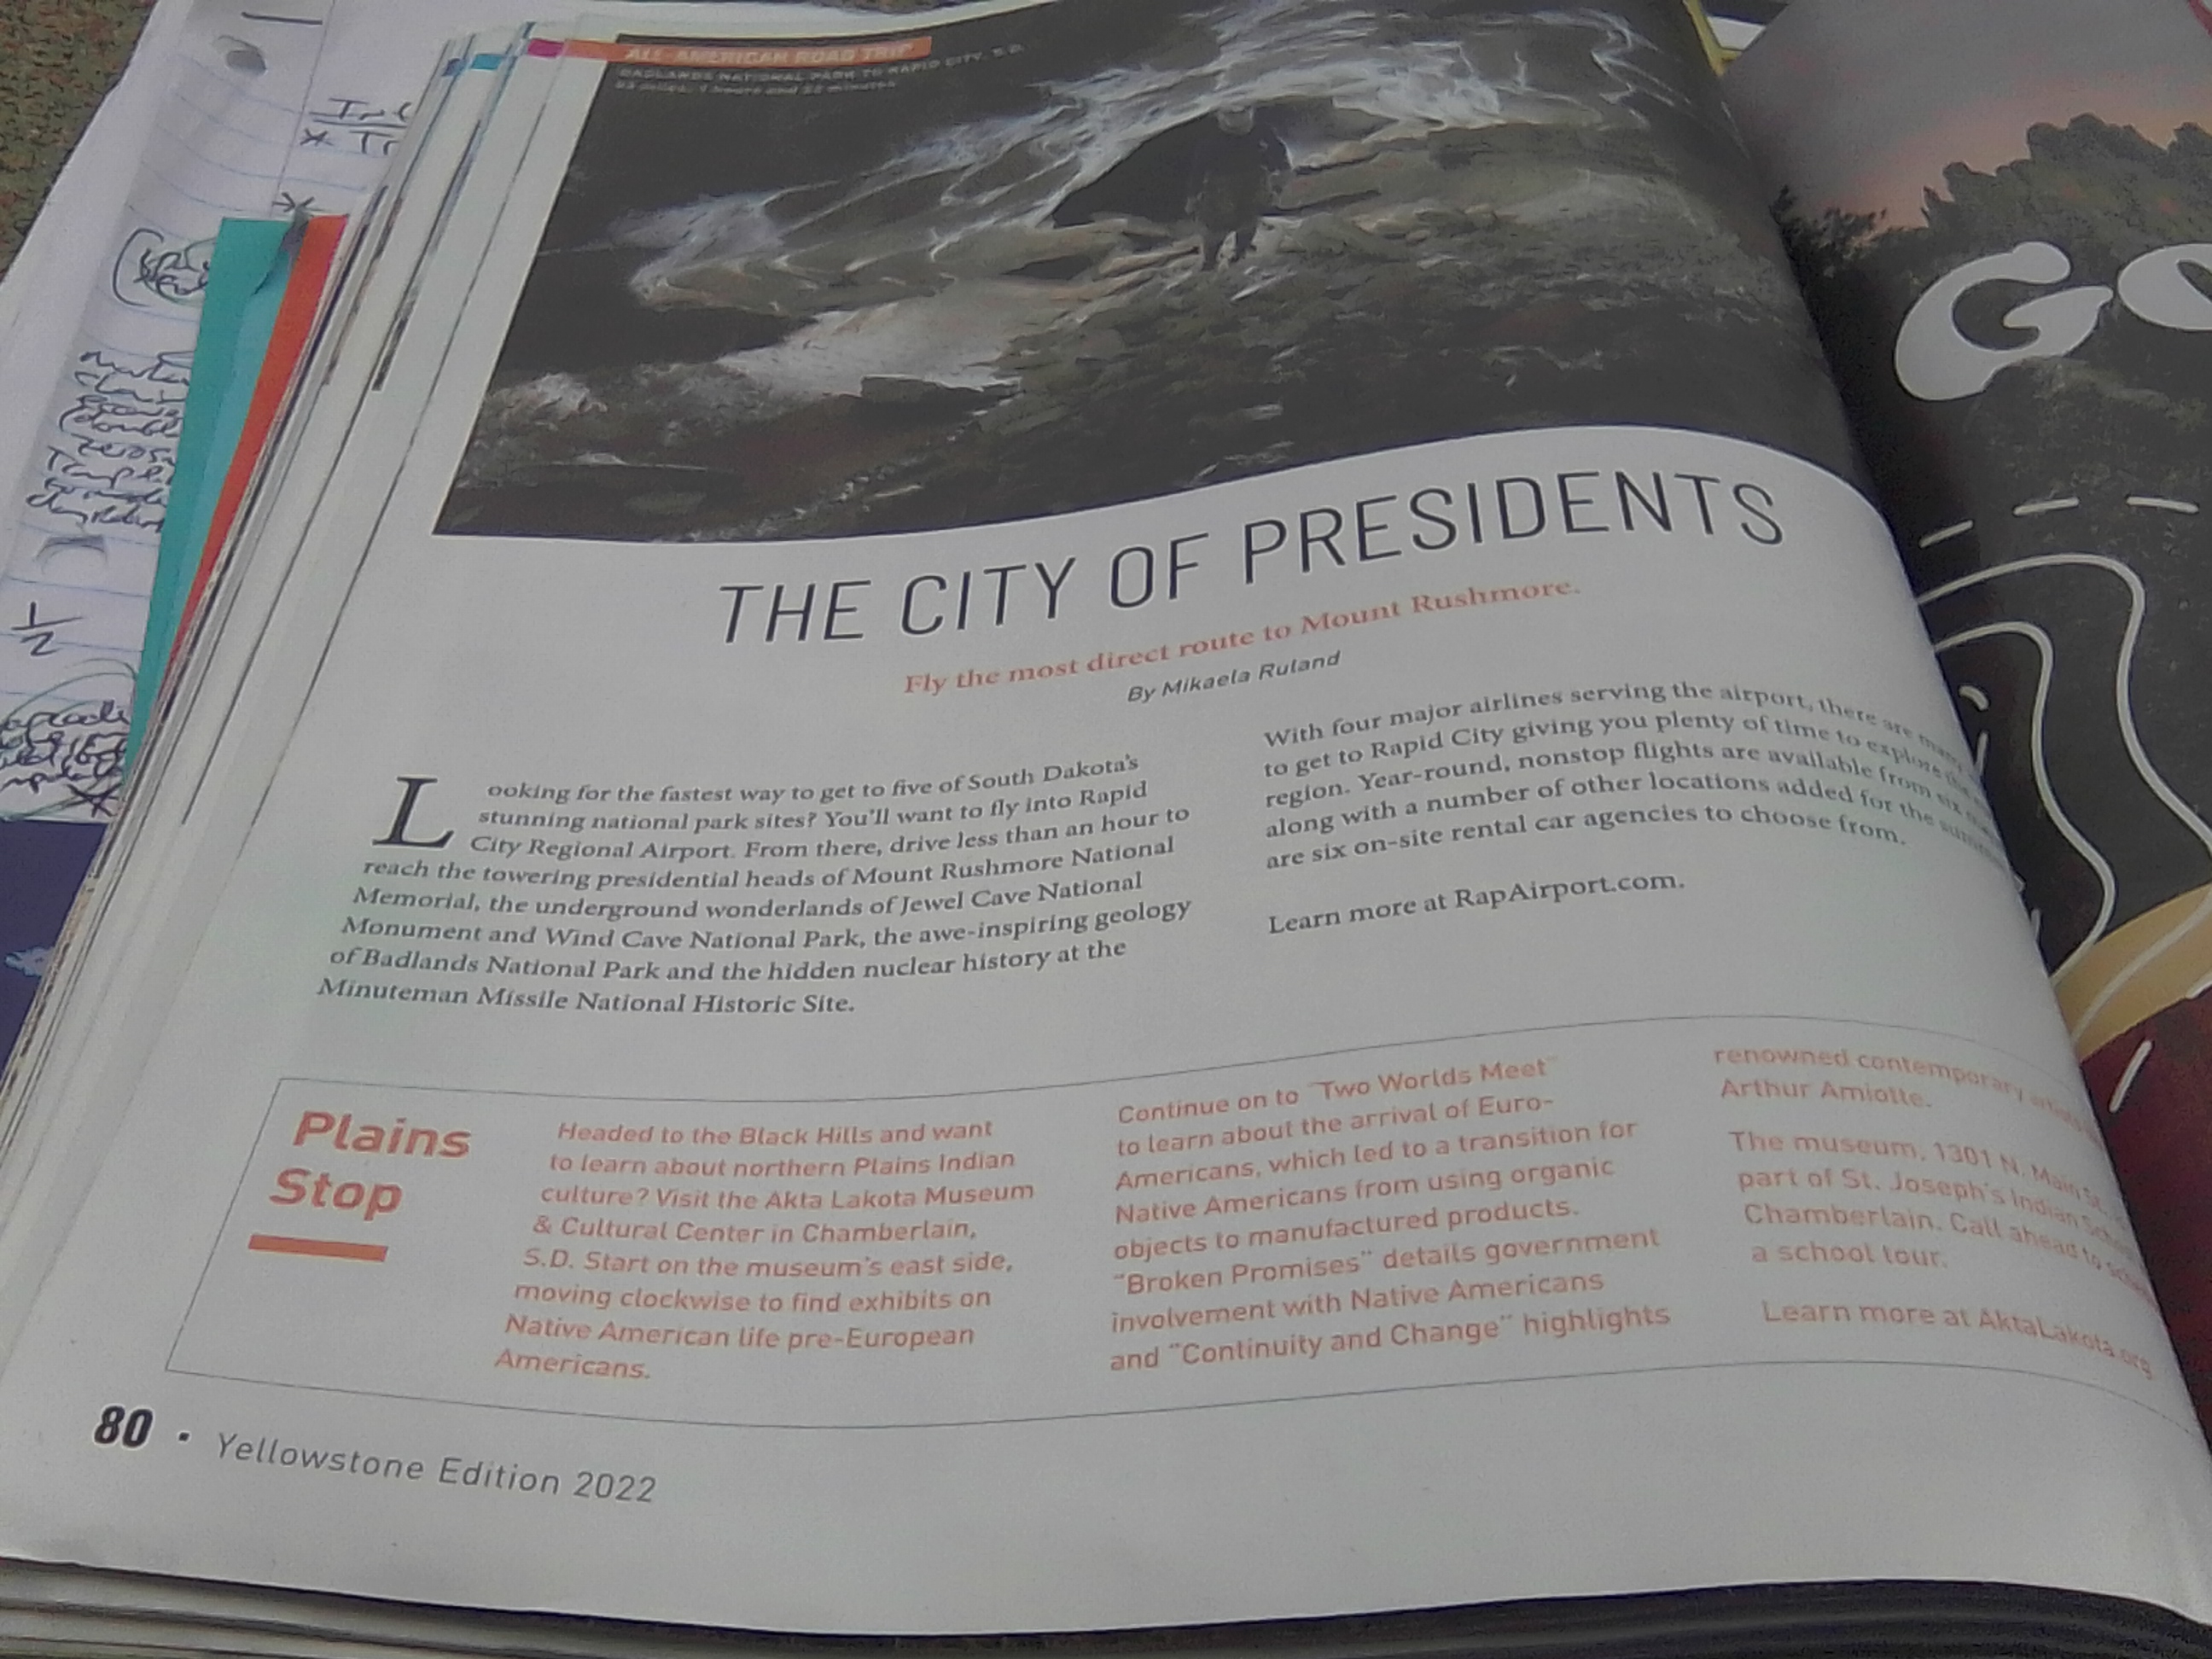 ALL-AMERICAN ROAD TRIP
BADLANDS NATIONAL PARK TO RAPID CITY, S.D.
THE CITY OF PRESIDENTS
Fly the most direct route to Mount Rushmore.
By Mikaela Ruland
Looking for the fastest way to get to five of South Dakota's
stunning national park sites? You'll want to fly into Rapid
City Regional Airport. From there, drive less than an hour to
reach the towering presidential heads of Mount Rushmore National
Memorial, the underground wonderlands of Jewel Cave National
Monument and Wind Cave National Park, the awe-inspiring geology
of Badlands National Park and the hidden nuclear history at the
Minuteman Missile National Historic Site.
With four major airlines serving the airport, there are many
to get to Rapid City giving you plenty of time to explore the
region. Year-round, nonstop flights are available from six
along with a number of other locations added for the
are six on-site rental car agencies to choose from.
Learn more at RapAirport.com.
Plains
Stop
Headed to the Black Hills and want
to learn about northern Plains Indian
culture? Visit the Akta Lakota Museum
& Cultural Center in Chamberlain,
S.D. Start on the museum's east side,
moving clockwise to find exhibits on
Native American life pre-European
Americans.
Continue on to "Two Worlds Meet"
to learn about the arrival of Euro-
Americans, which led to a transition for
Native Americans from using organic
objects to manufactured products.
"Broken Promises" details government
involvement with Native Americans
and "Continuity and Change" highlights
renowned contemporary
Arthur Amiotte.
The museum, 1301 N. Main St.
part of St. Joseph's Indian School
Chamberlain. Call ahead to
a school tour.
Learn more at AktaLakota.org.
80 · Yellowstone Edition 2022
GO
1/2